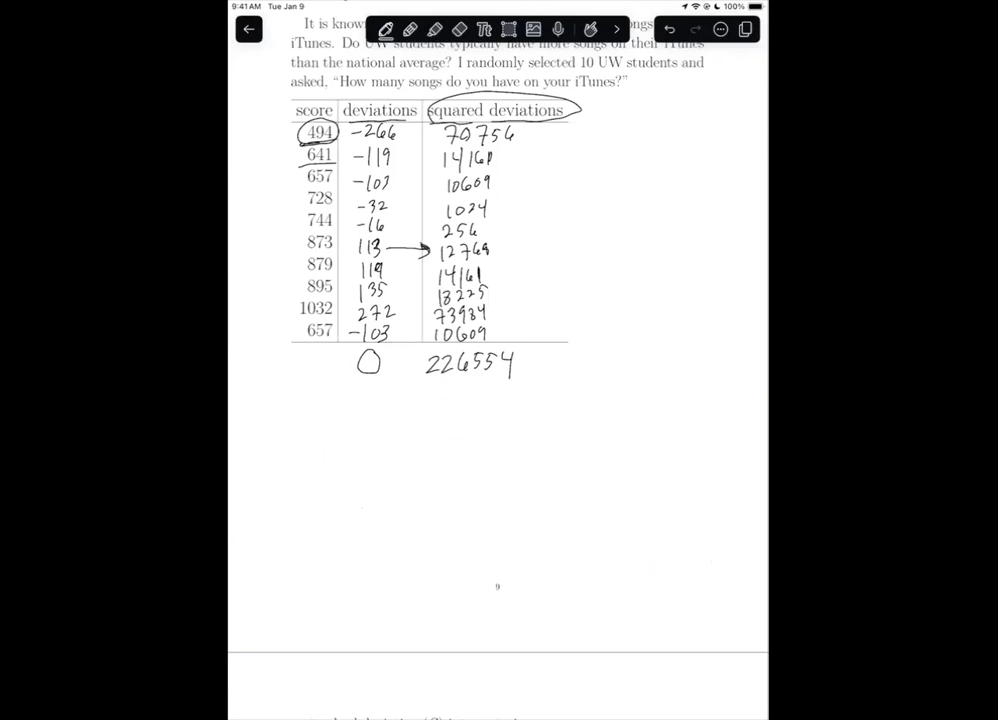 9:41 AM Tue Jan 9 100%
It is know ongs
iTunes. Do UW students typically have more songs on their iTunes
than the national average? I randomly selected 10 UW students and
asked, “How many songs do you have on your iTunes?”
score deviations squared deviations
494 -266 70756
641 -119 14161
657 -103 10609
728 -32 1024
744 -16 256
873 113 12769
879 119 14161
895 135 18225
1032 272 73984
657 -103 10609
0 226554
9